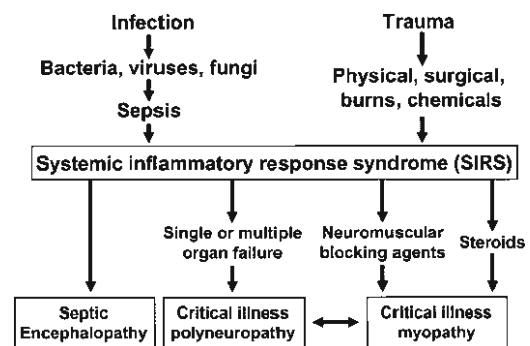 Infection
Trauma
Bacteria, viruses, fungi
Physical, surgical,
burns, chemicals
Sepsis
Systemic inflammatory response syndrome (SIRS)
Single or multiple
organ failure
Neuromuscular
blocking agents
Steroids
Septic
Encephalopathy
Critical illness
polyneuropathy
Critical illness
myopathy